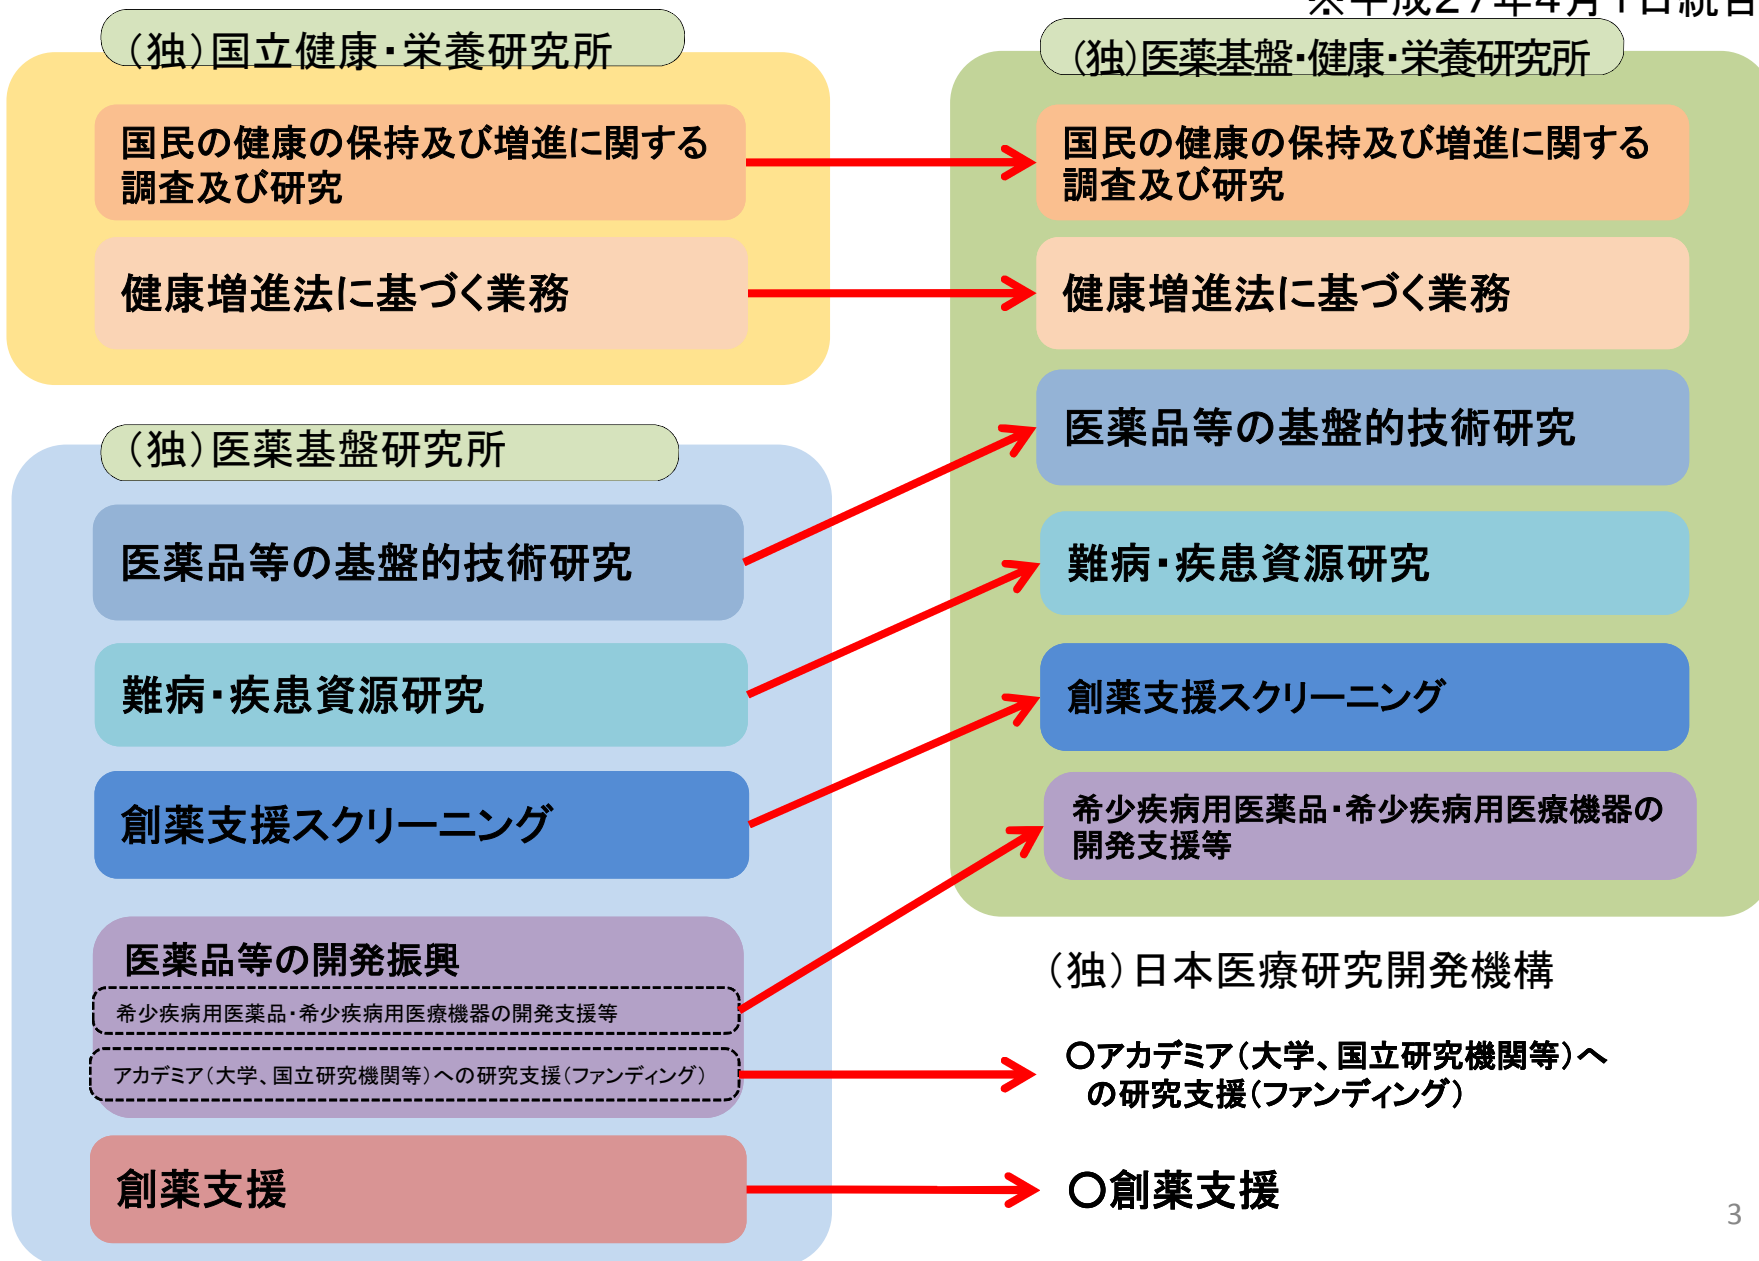 ※平成27年4月1日統合
（独）国立健康・栄養研究所
国民の健康の保持及び増進に関する
調査及び研究
健康増進法に基づく業務
（独）医薬基盤研究所
医薬品等の基盤的技術研究
難病・疾患資源研究
創薬支援スクリーニング
医薬品等の開発振興
希少疾病用医薬品・希少疾病用医療機器の開発支援等
アカデミア（大学、国立研究機関等）への研究支援（ファンディング）
創薬支援
（独）医薬基盤・健康・栄養研究所
国民の健康の保持及び増進に関する
調査及び研究
健康増進法に基づく業務
医薬品等の基盤的技術研究
難病・疾患資源研究
創薬支援スクリーニング
希少疾病用医薬品・希少疾病用医療機器の
開発支援等
（独）日本医療研究開発機構
○アカデミア（大学、国立研究機関等）へ
の研究支援（ファンディング）
○創薬支援
3